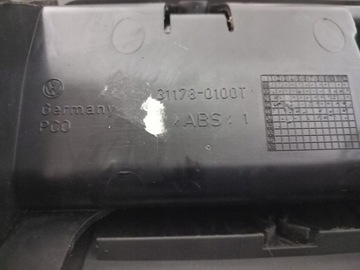 31178-0100T
Germany
PCO
>ABS< 1